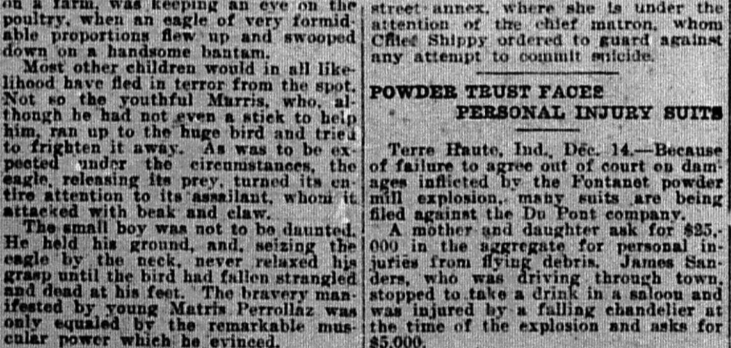 on a farm, was keeping an eye on the
poultry, when an eagle of very formid-
able proportions flew up and swooped
down on a handsome bantam.
Most other children would in all like-
lihood have fled in terror from the spot.
Not so the youthful Murris, who, al-
though he had not even a stick to help
him, ran up to the huge bird and tried
to frighten it away. As was to be ex-
pected under the circumstances, the
eagle, releasing its prey, turned its en-
tire attention to its assailant, whom it
attacked with beak and claw.
The small boy was not to be daunted.
He held his ground, and, seizing the
eagle by the neck, never relaxed his
grasp until the bird had fallen strangled
and dead at his feet. The bravery man-
ifested by young Matris Perrollaz was
only equaled by the remarkable mus-
cular power which he evinced.
street annex, where she is under the
attention of the chief matron, whom
Chief Shippy ordered to guard against
any attempt to commit suicide.
POWDER TRUST FACES
PERSONAL INJURY SUITS
Terre Haute, Ind., Dec. 14.—Because
of failure to agree out of court on dam-
ages inflicted by the Fontanet powder
mill explosion, many suits are being
filed against the Du Pont company.
A mother and daughter ask for $25,-
000 in the aggregate for personal in-
juries from flying debris. James San-
ders, who was driving through town,
stopped to take a drink in a saloon and
was injured by a falling chandelier at
the time of the explosion and asks for
$5,000.